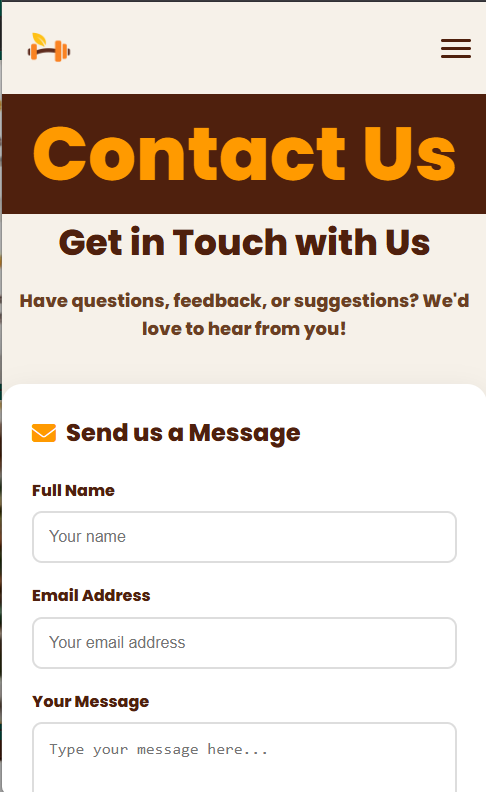 Contact Us
Get in Touch with Us
Have questions, feedback, or suggestions? We'd
love to hear from you!
Send us a Message
Full Name
Your name
Email Address
Your email address
Your Message
Type your message here...